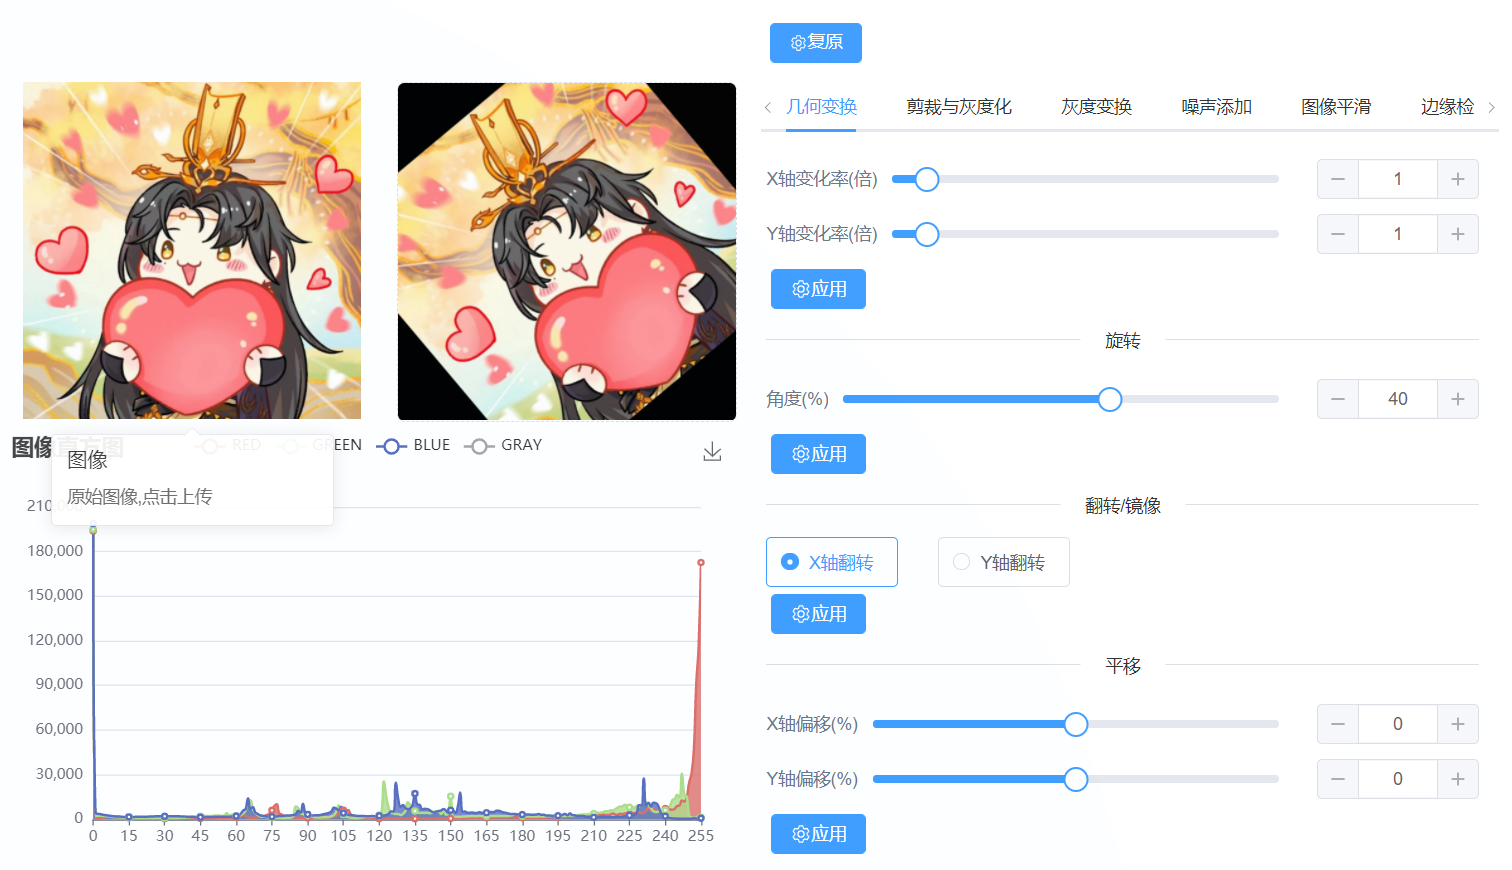 复原
几何变换 剪裁与灰度化 灰度变换 噪声添加 图像平滑 边缘检
X轴变化率(倍) 1
Y轴变化率(倍) 1
应用
旋转
角度(%) 40
应用
翻转/镜像
X轴翻转 Y轴翻转
应用
平移
X轴偏移(%) 0
Y轴偏移(%) 0
应用
图像直方图
RED GREEN BLUE GRAY
图像
原始图像,点击上传
210,000
180,000
150,000
120,000
90,000
60,000
30,000
0
0 15 30 45 60 75 90 105 120 135 150 165 180 195 210 225 240 255